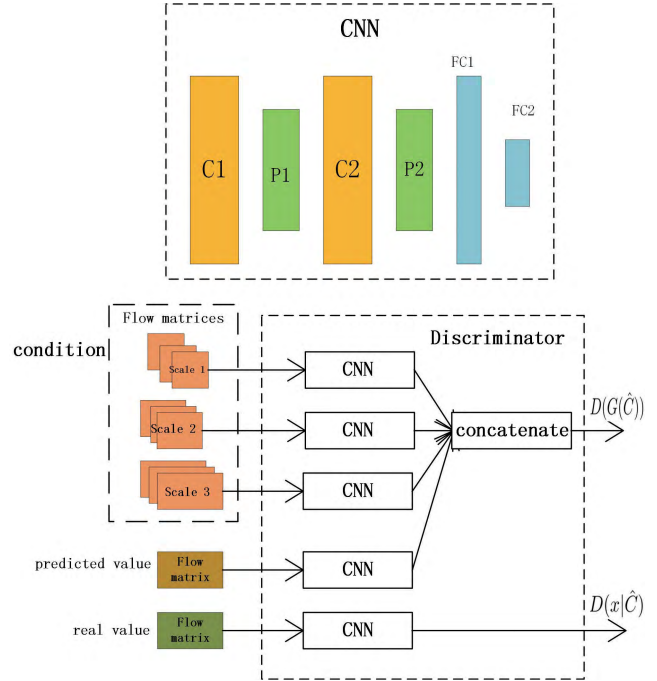 CNN
FC1
FC2
C1
P1
C2
P2
Flow matrices
condition
Discriminator
Scale 1
CNN
Scale 2
CNN
concatenate
D(G(Ĉ))
Scale 3
CNN
predicted value
Flow
matrix
CNN
real value
Flow
matrix
CNN
D(x|Ĉ)